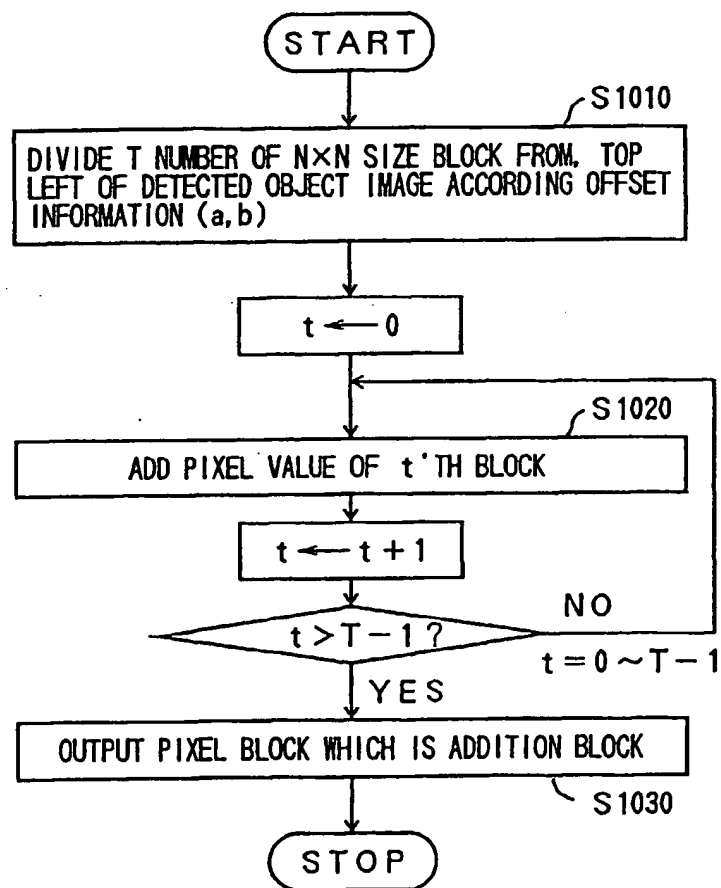 START
S1010
DIVIDE T NUMBER OF N×N SIZE BLOCK FROM, TOP
LEFT OF DETECTED OBJECT IMAGE ACCORDING OFFSET
INFORMATION (a,b)
t ← 0
S1020
ADD PIXEL VALUE OF t'TH BLOCK
t ← t + 1
NO
t > T - 1 ?
t = 0 ~ T - 1
YES
OUTPUT PIXEL BLOCK WHICH IS ADDITION BLOCK
S1030
STOP